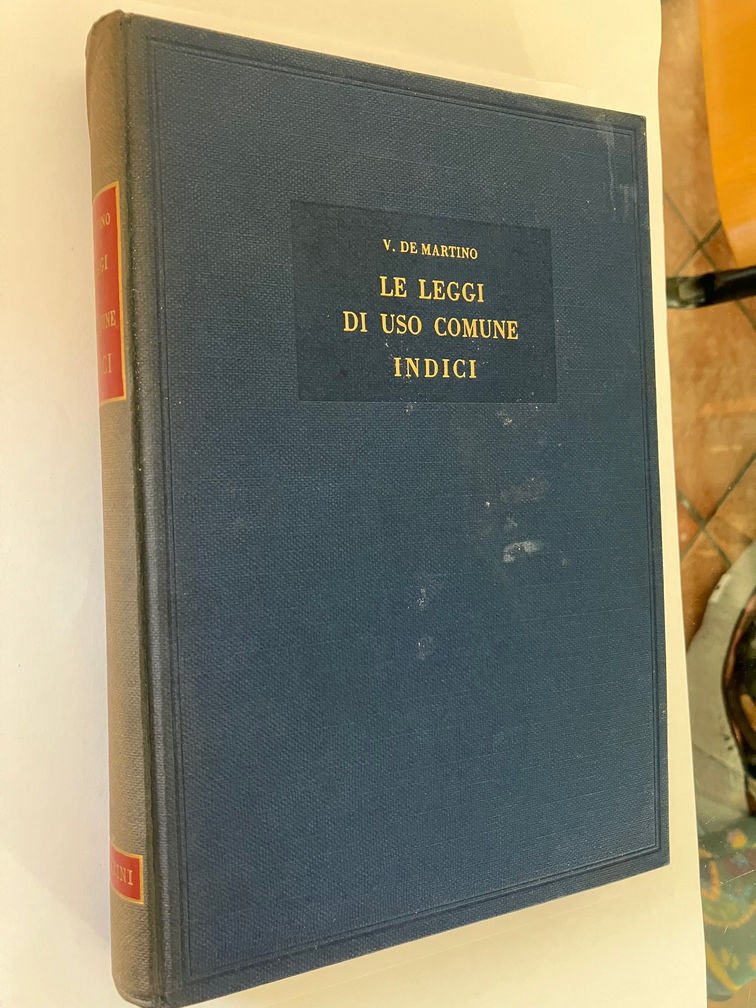 V. DE MARTINO
LE LEGGI
DI USO COMUNE
INDICI